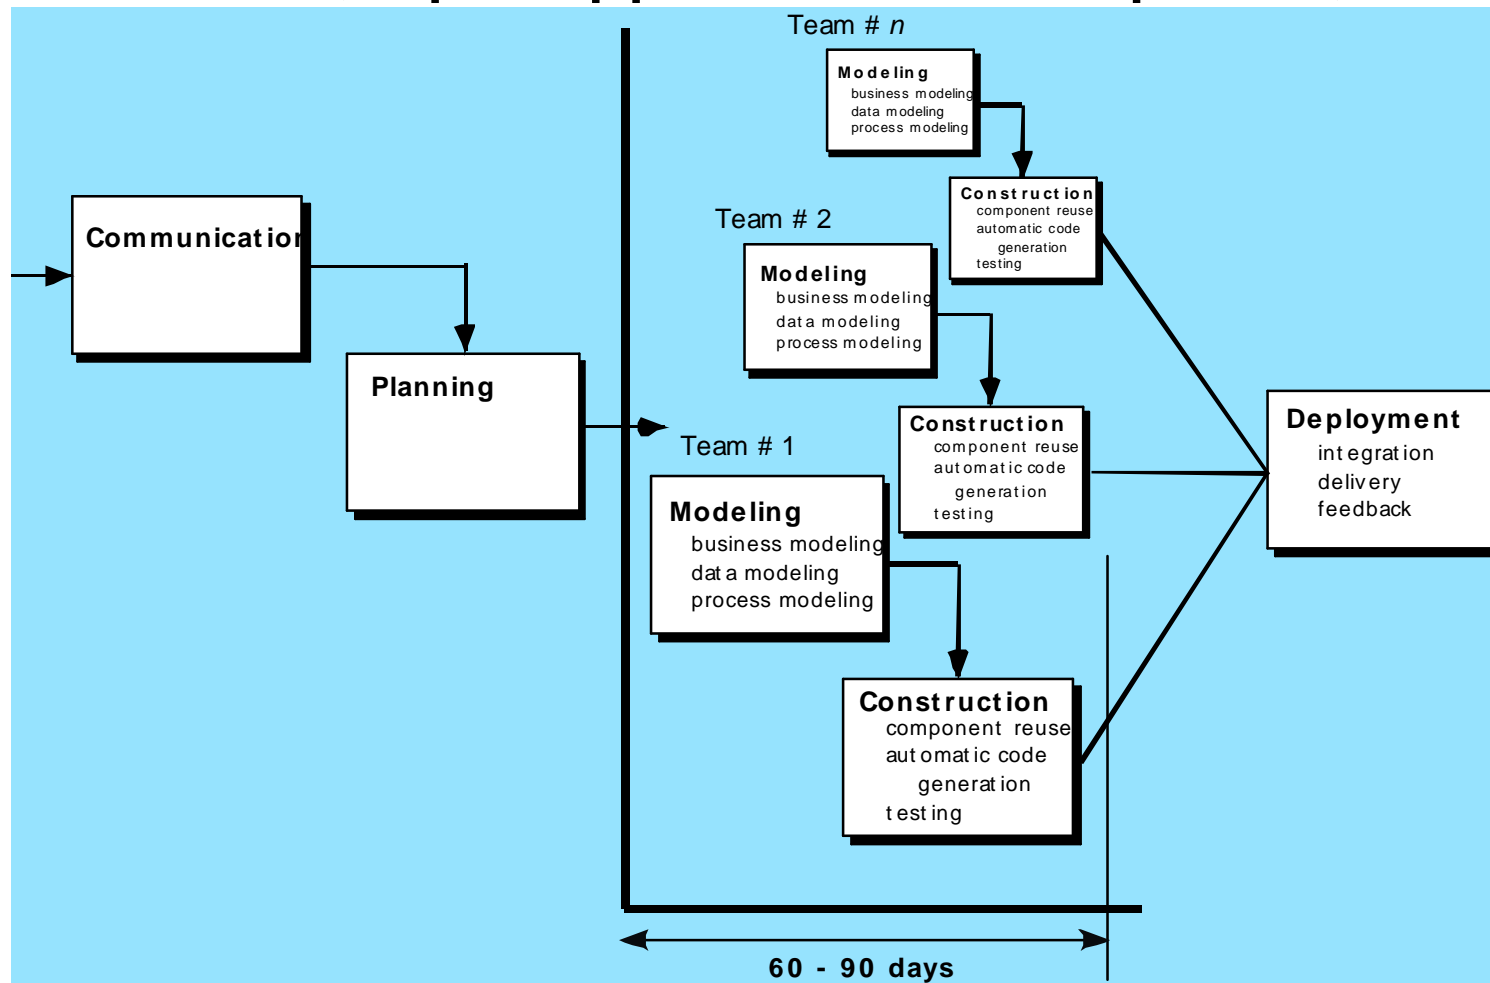 Team # n
Modeling
business modeling
data modeling
process modeling
Construction
component reuse
automatic code
generation
testing
Team # 2
Modeling
business modeling
data modeling
process modeling
Construction
component reuse
automatic code
generation
testing
Communication
Planning
Team # 1
Modeling
business modeling
data modeling
process modeling
Construction
component reuse
automatic code
generation
testing
Deployment
integration
delivery
feedback
60 - 90 days